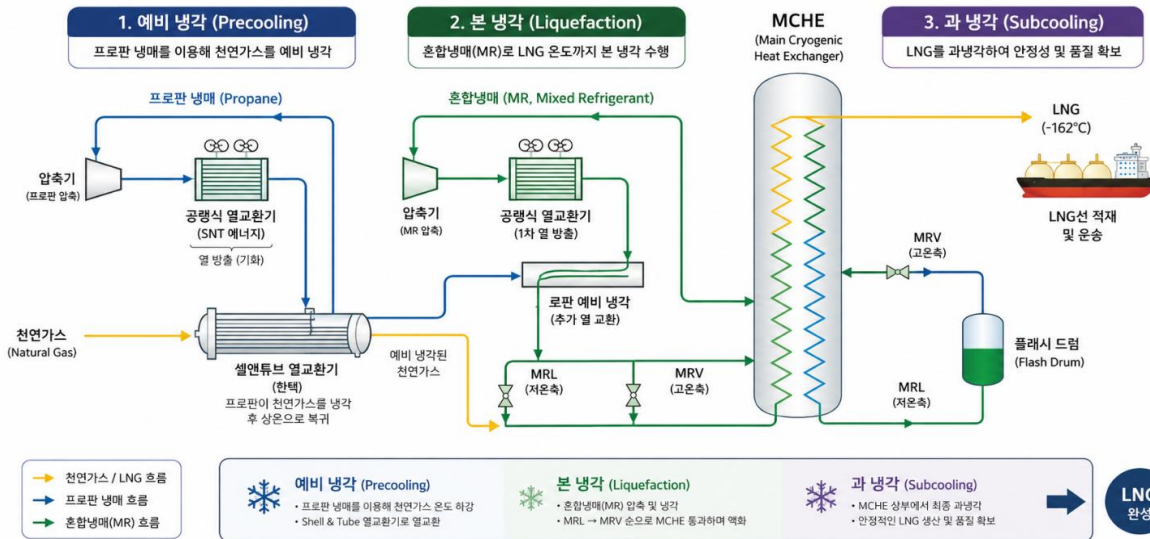 1. 예비 냉각 (Precooling)
프로판 냉매를 이용해 천연가스를 예비 냉각
2. 본 냉각 (Liquefaction)
혼합냉매(MR)로 LNG 온도까지 본 냉각 수행
MCHE
(Main Cryogenic
Heat Exchanger)
3. 과 냉각 (Subcooling)
LNG를 과냉각하여 안정성 및 품질 확보
프로판 냉매 (Propane)
압축기
(프로판 압축)
공랭식 열교환기
(SNT 에너지)
열 방출 (기화)
천연가스
(Natural Gas)
셀앤튜브 열교환기
(한택)
프로판이 천연가스를 냉각
후 상온으로 복귀
예비 냉각된
천연가스
혼합냉매 (MR, Mixed Refrigerant)
압축기
(MR 압축)
공랭식 열교환기
(1차 열 방출)
로판 예비 냉각
(추가 열 교환)
MRL
(저온축)
MRV
(고온축)
LNG
(-162°C)
LNG선 적재
및 운송
MRV
(고온축)
플래시 드럼
(Flash Drum)
MRL
(저온축)
천연가스 / LNG 흐름
프로판 냉매 흐름
혼합냉매(MR) 흐름
예비 냉각 (Precooling)
• 프로판 냉매를 이용해 천연가스 온도 하강
• Shell & Tube 열교환기로 열교환
본 냉각 (Liquefaction)
• 혼합냉매(MR) 압축 및 냉각
• MRL → MRV 순으로 MCHE 통과하며 액화
과 냉각 (Subcooling)
• MCHE 상부에서 최종 과냉각
• 안정적인 LNG 생산 및 품질 확보
LNG
완성